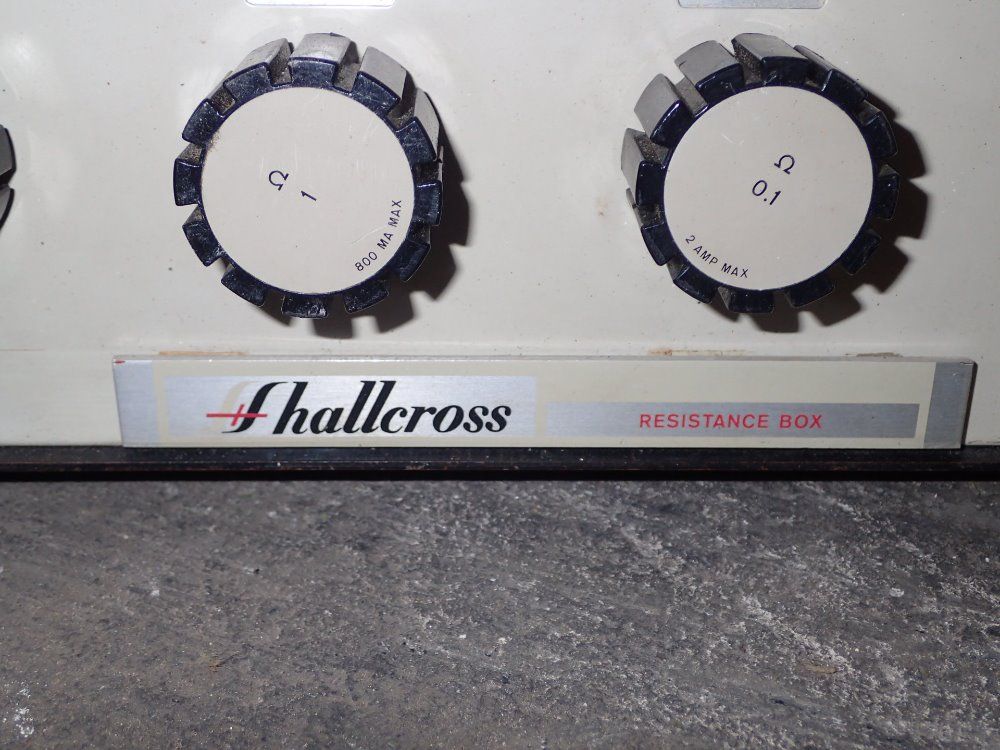 Ω
1
800 MA MAX
Ω
0.1
2 AMP MAX
Shallcross
RESISTANCE BOX